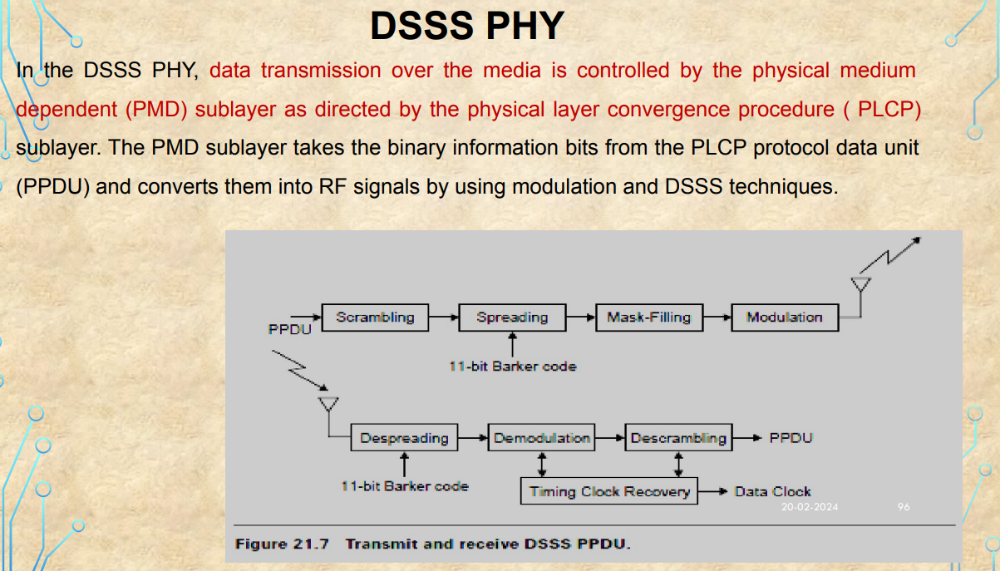 DSSS PHY
In the DSSS PHY, data transmission over the media is controlled by the physical medium
dependent (PMD) sublayer as directed by the physical layer convergence procedure ( PLCP)
sublayer. The PMD sublayer takes the binary information bits from the PLCP protocol data unit
(PPDU) and converts them into RF signals by using modulation and DSSS techniques.
PPDU
Scrambling
Spreading
Mask-Filling
Modulation
11-bit Barker code
Despreading
Demodulation
Descrambling
PPDU
11-bit Barker code
Timing Clock Recovery
Data Clock
20-02-2024
96
Figure 21.7 Transmit and receive DSSS PPDU.